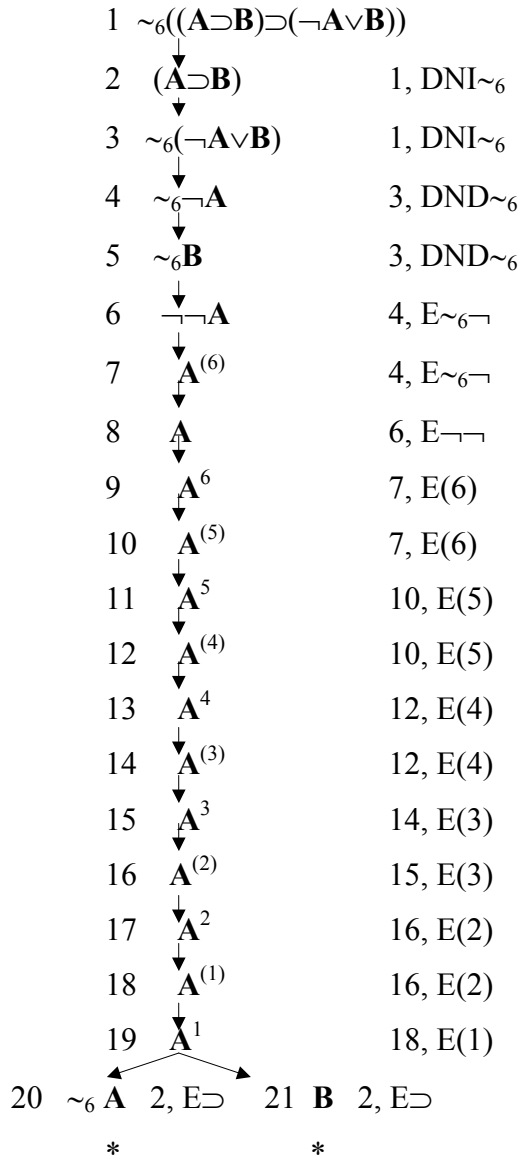 1 ∼₆((A⊃B)⊃(¬A∨B))
2 (A⊃B) 1, DNI∼₆
3 ∼₆(¬A∨B) 1, DNI∼₆
4 ∼₆¬A 3, DND∼₆
5 ∼₆B 3, DND∼₆
6 ¬¬A 4, E∼₆¬
7 A⁽⁶⁾ 4, E∼₆¬
8 A 6, E¬¬
9 A⁶ 7, E(6)
10 A⁽⁵⁾ 7, E(6)
11 A⁵ 10, E(5)
12 A⁽⁴⁾ 10, E(5)
13 A⁴ 12, E(4)
14 A⁽³⁾ 12, E(4)
15 A³ 14, E(3)
16 A⁽²⁾ 15, E(3)
17 A² 16, E(2)
18 A⁽¹⁾ 16, E(2)
19 A¹ 18, E(1)
20 ∼₆ A 2, E⊃ 21 B 2, E⊃
* *